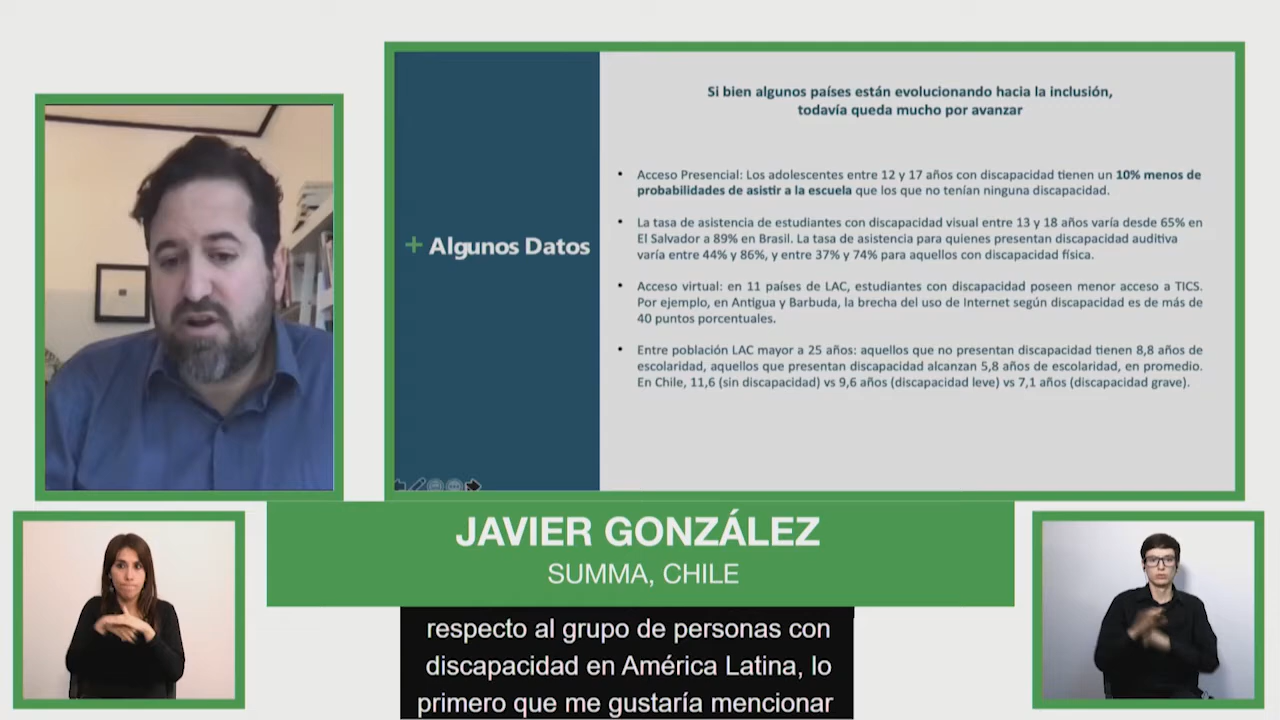 Si bien algunos países están evolucionando hacia la inclusión,
todavía queda mucho por avanzar
+ Algunos Datos
• Acceso Presencial: Los adolescentes entre 12 y 17 años con discapacidad tienen un 10% menos de
probabilidades de asistir a la escuela que los que no tenían ninguna discapacidad.
• La tasa de asistencia de estudiantes con discapacidad visual entre 13 y 18 años varía desde 65% en
El Salvador a 89% en Brasil. La tasa de asistencia para quienes presentan discapacidad auditiva
varía entre 44% y 86%, y entre 37% y 74% para aquellos con discapacidad física.
• Acceso virtual: en 11 países de LAC, estudiantes con discapacidad poseen menor acceso a TICS.
Por ejemplo, en Antigua y Barbuda, la brecha del uso de Internet según discapacidad es de más de
40 puntos porcentuales.
• Entre población LAC mayor a 25 años: aquellos que no presentan discapacidad tienen 8,8 años de
escolaridad, aquellos que presentan discapacidad alcanzan 5,8 años de escolaridad, en promedio.
En Chile, 11,6 (sin discapacidad) vs 9,6 años (discapacidad leve) vs 7,1 años (discapacidad grave).
JAVIER GONZÁLEZ
SUMMA, CHILE
respecto al grupo de personas con
discapacidad en América Latina, lo
primero que me gustaría mencionar